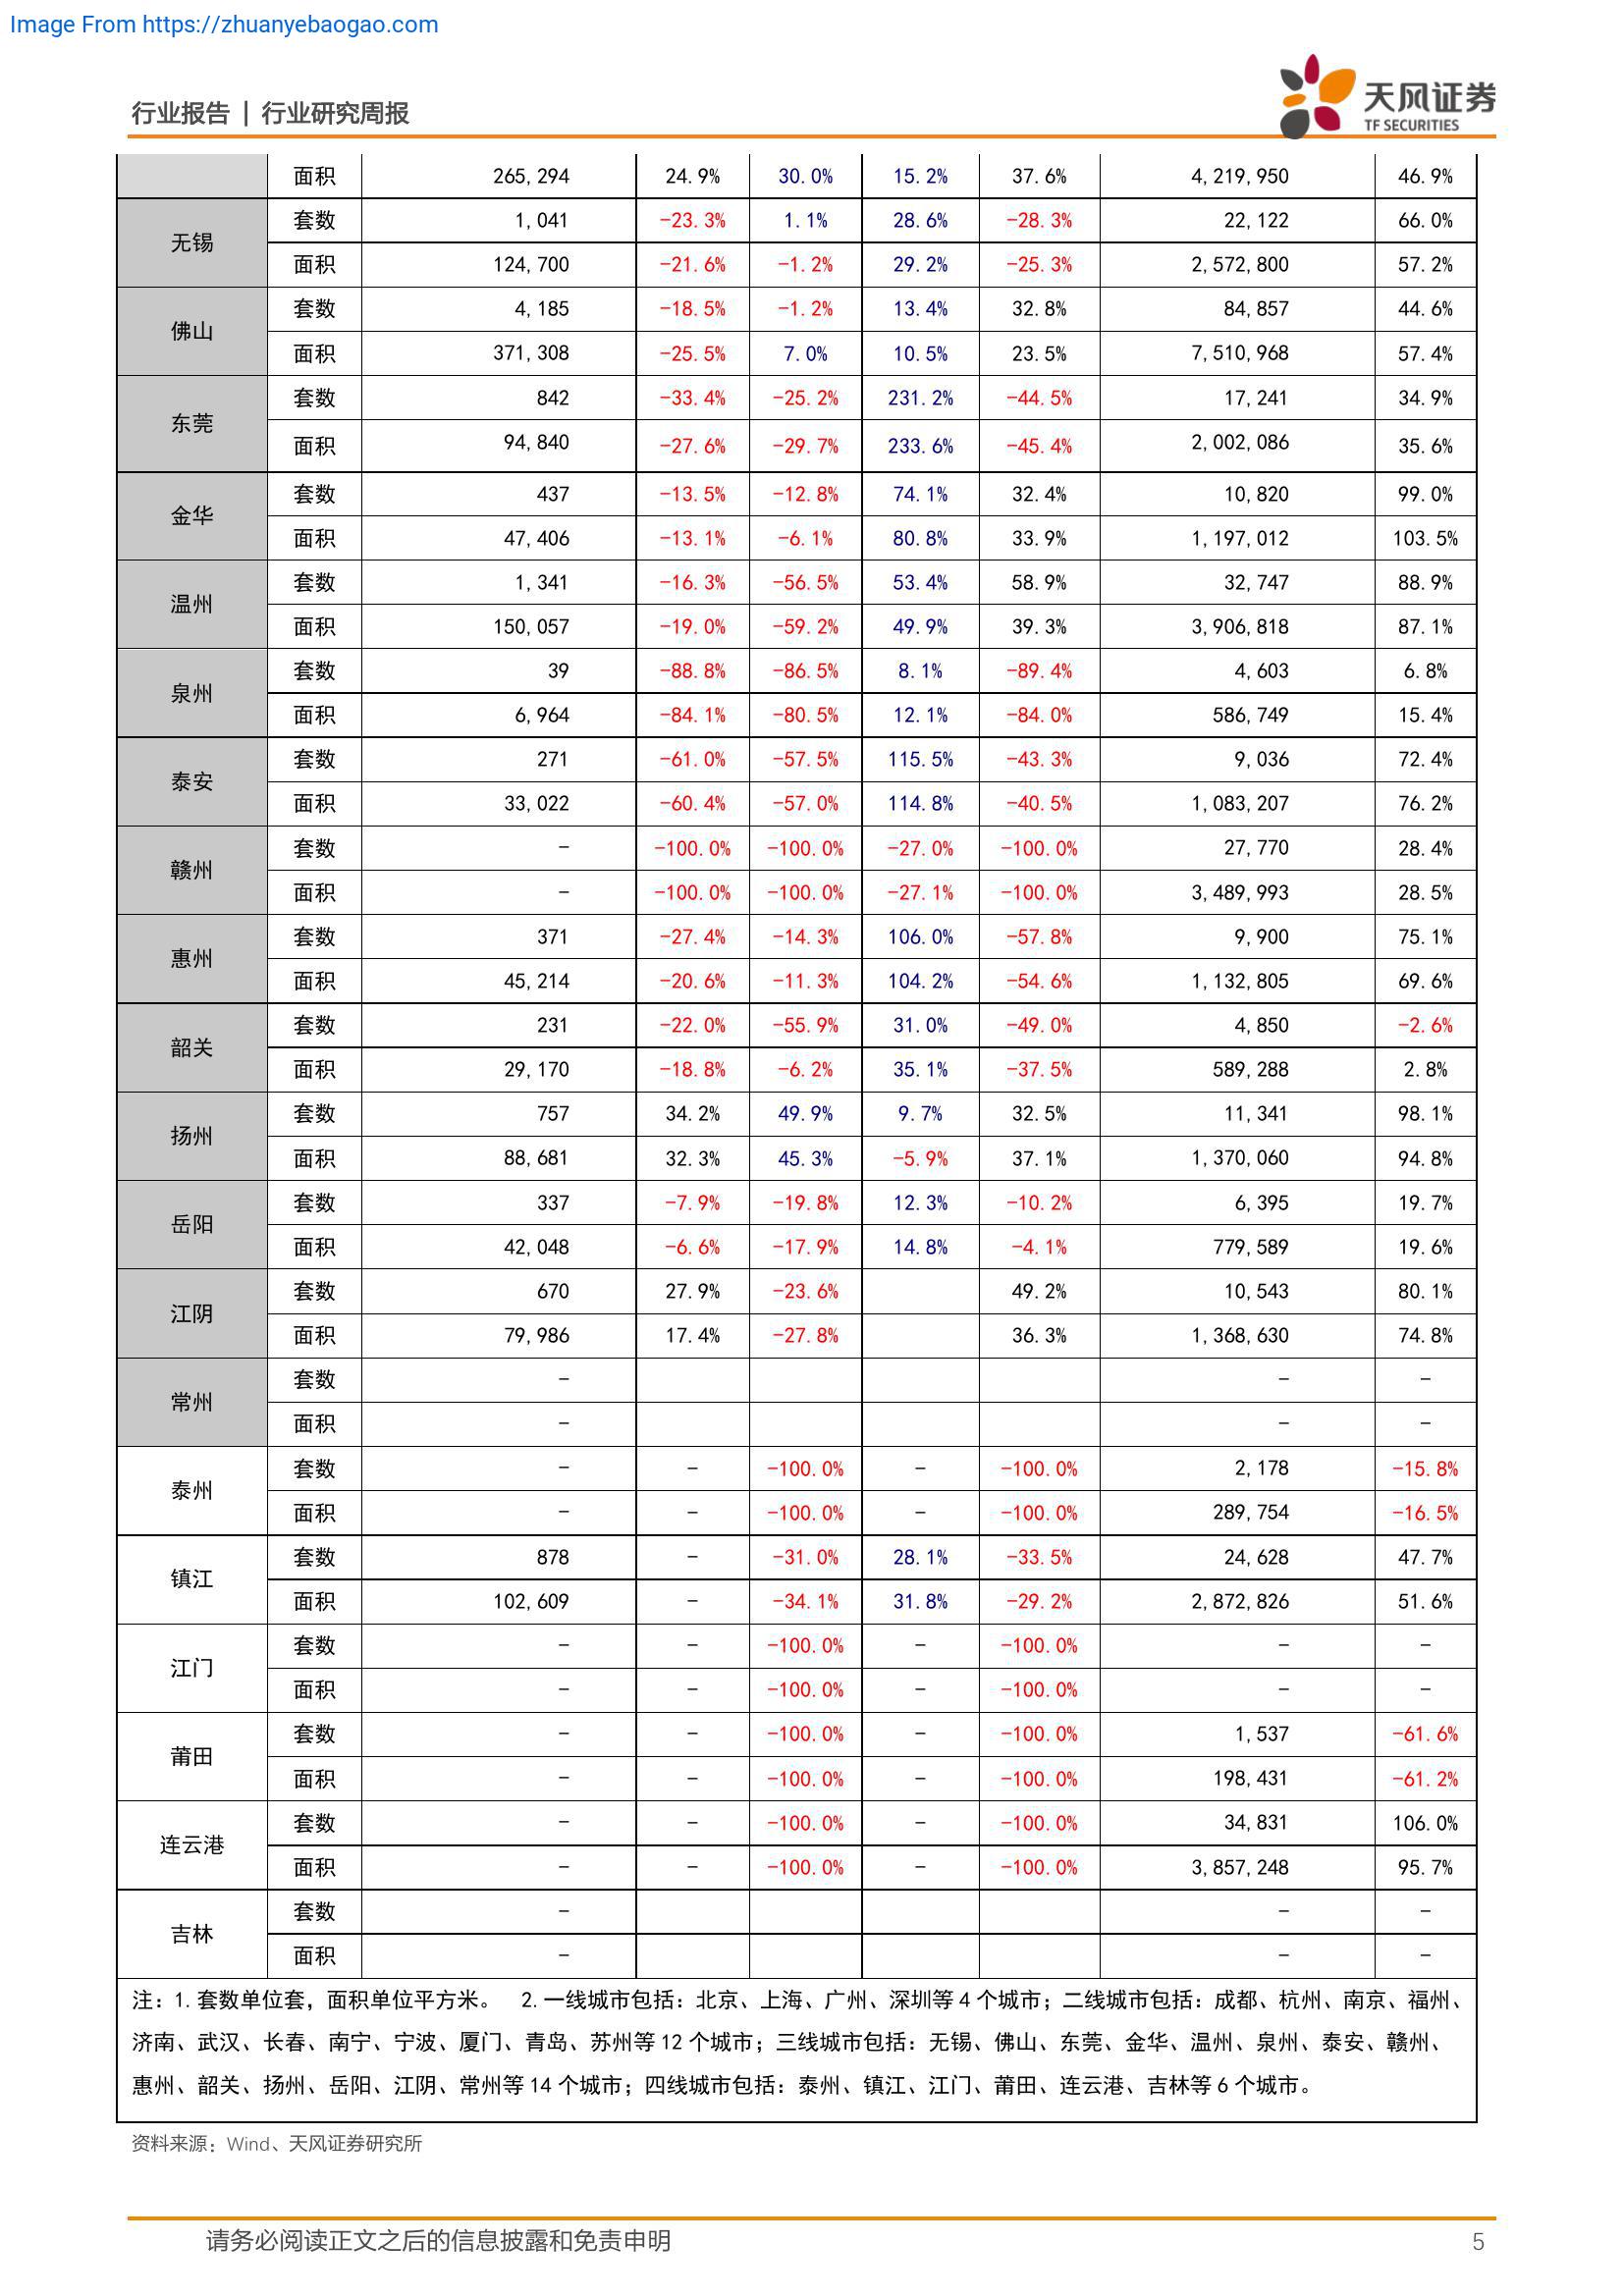 Image From https://zhuanyebaogao.com
行业报告 | 行业研究周报
天风证券
TF SECURITIES
面积 265,294 24.9% 30.0% 15.2% 37.6% 4,219,950 46.9%
无锡
套数 1,041 -23.3% 1.1% 28.6% -28.3% 22,122 66.0%
面积 124,700 -21.6% -1.2% 29.2% -25.3% 2,572,800 57.2%
佛山
套数 4,185 -18.5% -1.2% 13.4% 32.8% 84,857 44.6%
面积 371,308 -25.5% 7.0% 10.5% 23.5% 7,510,968 57.4%
东莞
套数 842 -33.4% -25.2% 231.2% -44.5% 17,241 34.9%
面积 94,840 -27.6% -29.7% 233.6% -45.4% 2,002,086 35.6%
金华
套数 437 -13.5% -12.8% 74.1% 32.4% 10,820 99.0%
面积 47,406 -13.1% -6.1% 80.8% 33.9% 1,197,012 103.5%
温州
套数 1,341 -16.3% -56.5% 53.4% 58.9% 32,747 88.9%
面积 150,057 -19.0% -59.2% 49.9% 39.3% 3,906,818 87.1%
泉州
套数 39 -88.8% -86.5% 8.1% -89.4% 4,603 6.8%
面积 6,964 -84.1% -80.5% 12.1% -84.0% 586,749 15.4%
泰安
套数 271 -61.0% -57.5% 115.5% -43.3% 9,036 72.4%
面积 33,022 -60.4% -57.0% 114.8% -40.5% 1,083,207 76.2%
赣州
套数 - -100.0% -100.0% -27.0% -100.0% 27,770 28.4%
面积 - -100.0% -100.0% -27.1% -100.0% 3,489,993 28.5%
惠州
套数 371 -27.4% -14.3% 106.0% -57.8% 9,900 75.1%
面积 45,214 -20.6% -11.3% 104.2% -54.6% 1,132,805 69.6%
韶关
套数 231 -22.0% -55.9% 31.0% -49.0% 4,850 -2.6%
面积 29,170 -18.8% -6.2% 35.1% -37.5% 589,288 2.8%
扬州
套数 757 34.2% 49.9% 9.7% 32.5% 11,341 98.1%
面积 88,681 32.3% 45.3% -5.9% 37.1% 1,370,060 94.8%
岳阳
套数 337 -7.9% -19.8% 12.3% -10.2% 6,395 19.7%
面积 42,048 -6.6% -17.9% 14.8% -4.1% 779,589 19.6%
江阴
套数 670 27.9% -23.6% 49.2% 10,543 80.1%
面积 79,986 17.4% -27.8% 36.3% 1,368,630 74.8%
常州
套数 - - -
面积 - - -
泰州
套数 - - -100.0% - -100.0% 2,178 -15.8%
面积 - - -100.0% - -100.0% 289,754 -16.5%
镇江
套数 878 - -31.0% 28.1% -33.5% 24,628 47.7%
面积 102,609 - -34.1% 31.8% -29.2% 2,872,826 51.6%
江门
套数 - - -100.0% - -100.0% - -
面积 - - -100.0% - -100.0% - -
莆田
套数 - - -100.0% - -100.0% 1,537 -61.6%
面积 - - -100.0% - -100.0% 198,431 -61.2%
连云港
套数 - - -100.0% - -100.0% 34,831 106.0%
面积 - - -100.0% - -100.0% 3,857,248 95.7%
吉林
套数 - - -
面积 - - -
注：1.套数单位套，面积单位平方米。 2.一线城市包括：北京、上海、广州、深圳等4个城市；二线城市包括：成都、杭州、南京、福州、
济南、武汉、长春、南宁、宁波、厦门、青岛、苏州等12个城市；三线城市包括：无锡、佛山、东莞、金华、温州、泉州、泰安、赣州、
惠州、韶关、扬州、岳阳、江阴、常州等14个城市；四线城市包括：泰州、镇江、江门、莆田、连云港、吉林等6个城市。
资料来源：Wind、天风证券研究所
请务必阅读正文之后的信息披露和免责申明 5